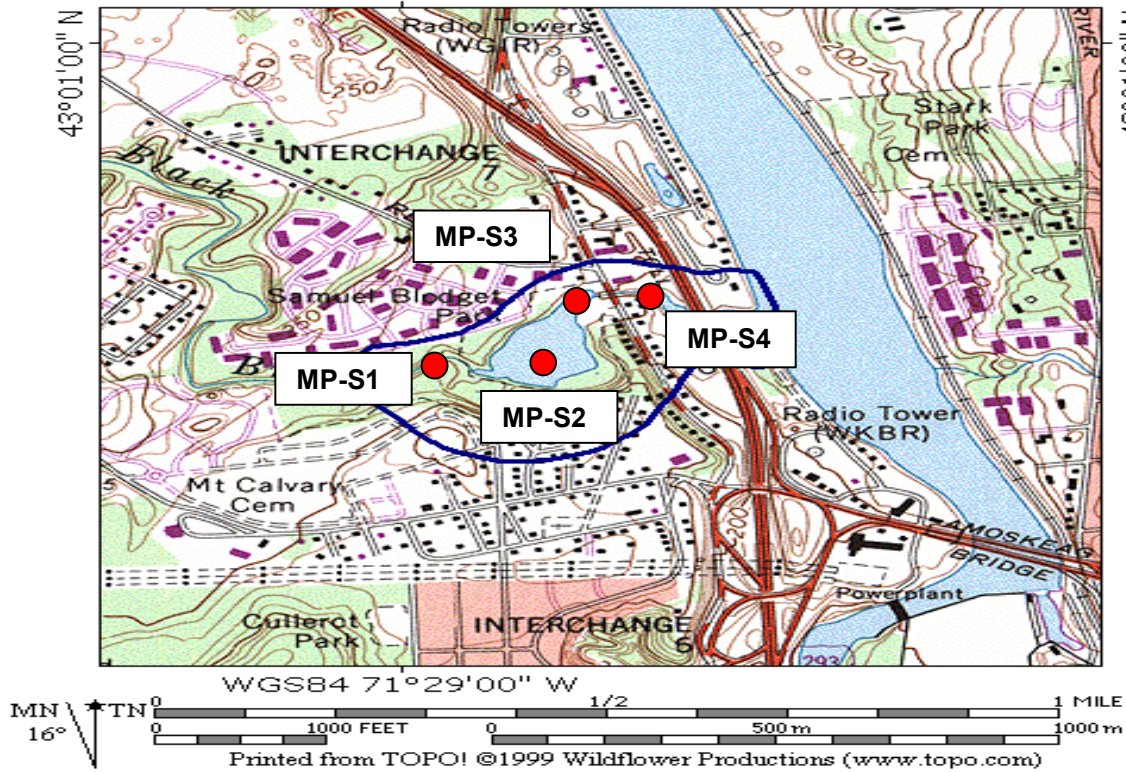 43°01'00" N
Radio Towers
(WGIR)
RIVER
250
200
Stark
Park
Cem
Black
INTERCHANGE
7
MP-S3
Samuel Blodget
Park
MP-S4
MP-S1
MP-S2
Radio Tower
(WKBR)
Mt Calvary
Cem
200
AMOSKEAG
BRIDGE
Powerplant
Cullerot
Park
INTERCHANGE
6
293
WGS84 71°29'00" W
MN TN
16°
0 1/2 1 MILE
0 1000 FEET 0 500 m 1000 m
Printed from TOPO! ©1999 Wildflower Productions (www.topo.com)